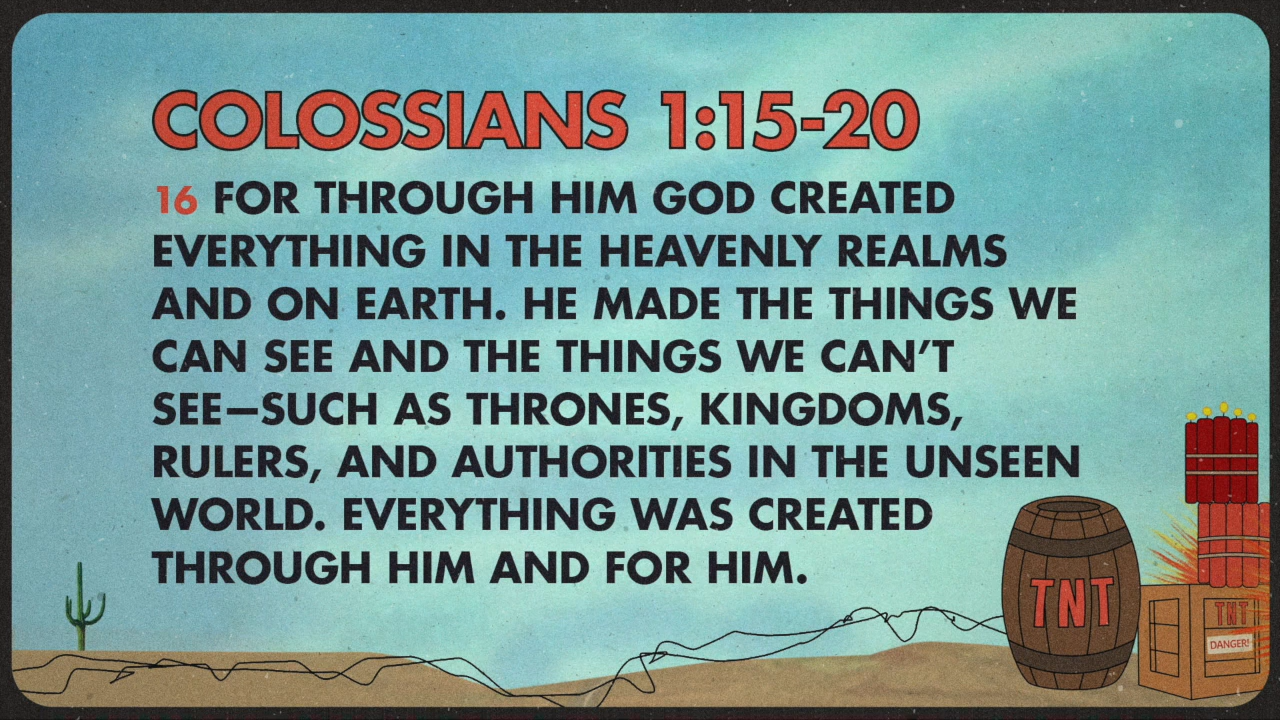 COLOSSIANS 1:15-20
16 FOR THROUGH HIM GOD CREATED
EVERYTHING IN THE HEAVENLY REALMS
AND ON EARTH. HE MADE THE THINGS WE
CAN SEE AND THE THINGS WE CAN’T
SEE—SUCH AS THRONES, KINGDOMS,
RULERS, AND AUTHORITIES IN THE UNSEEN
WORLD. EVERYTHING WAS CREATED
THROUGH HIM AND FOR HIM.
TNT
TNT
DANGER!